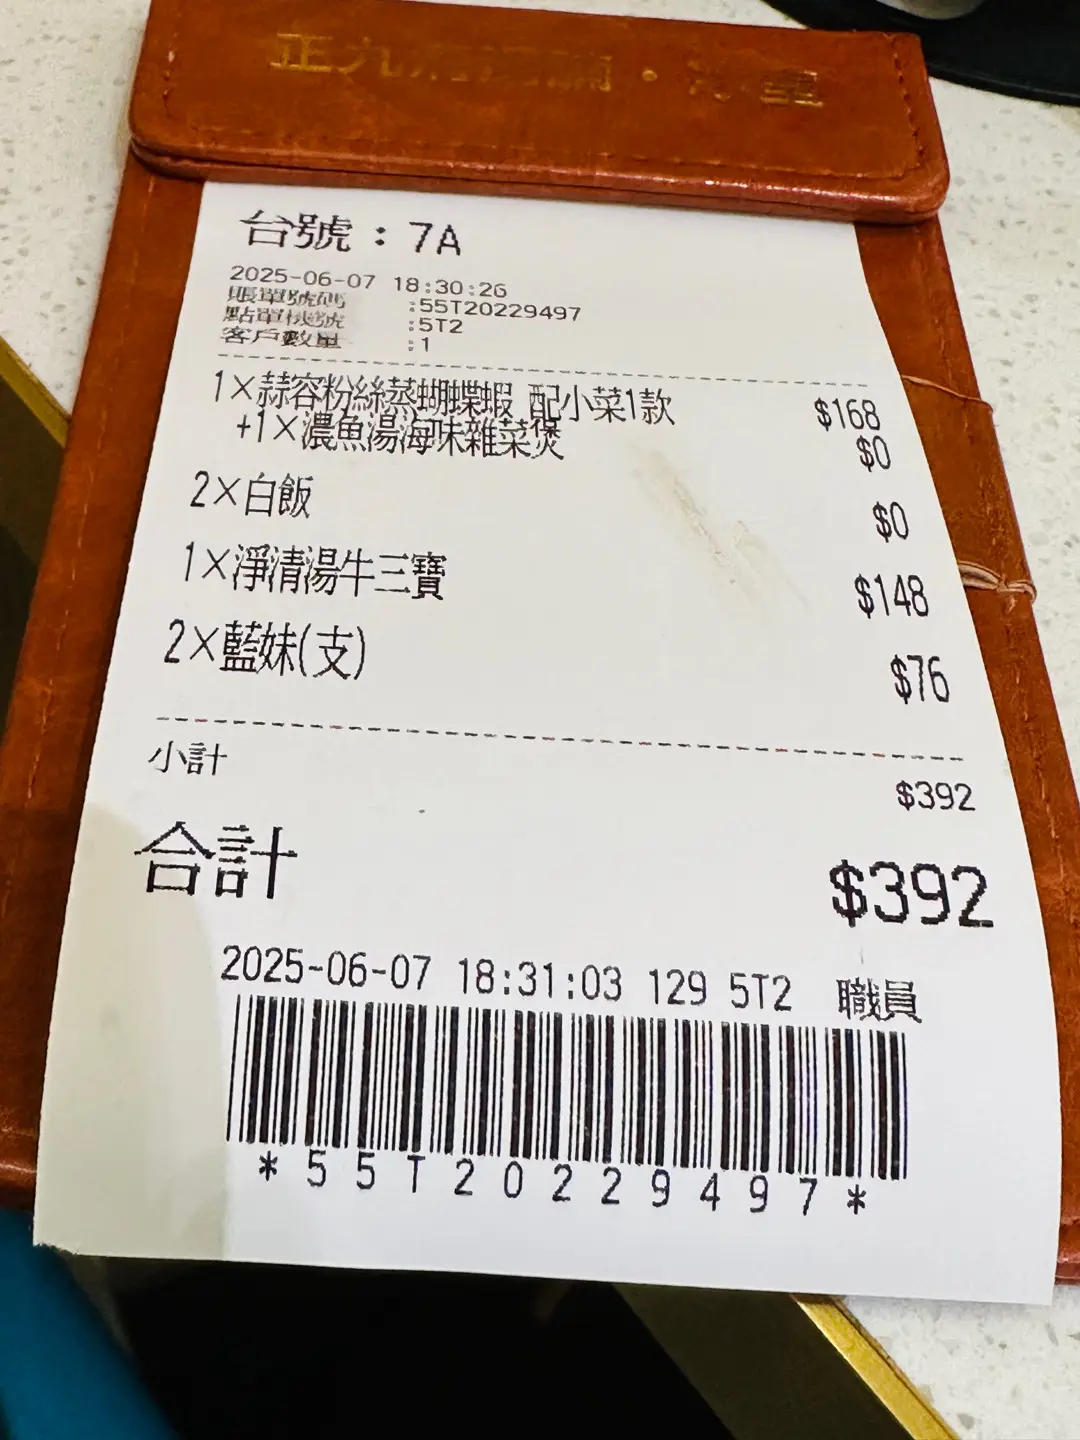 正九
台號：7A
2025-06-07 18:30:26
賬單號碼 :55T20229497
點單機號 :5T2
客戶數量 :1
1×蒜容粉絲蒸蝴蝶蝦 配小菜1款 $168
+1×濃魚湯海味雜菜煲 $0
2×白飯 $0
1×淨清湯牛三寶 $148
2×藍妹(支) $76
小計 $392
合計 $392
2025-06-07 18:31:03 129 5T2 職員
*55T20229497*